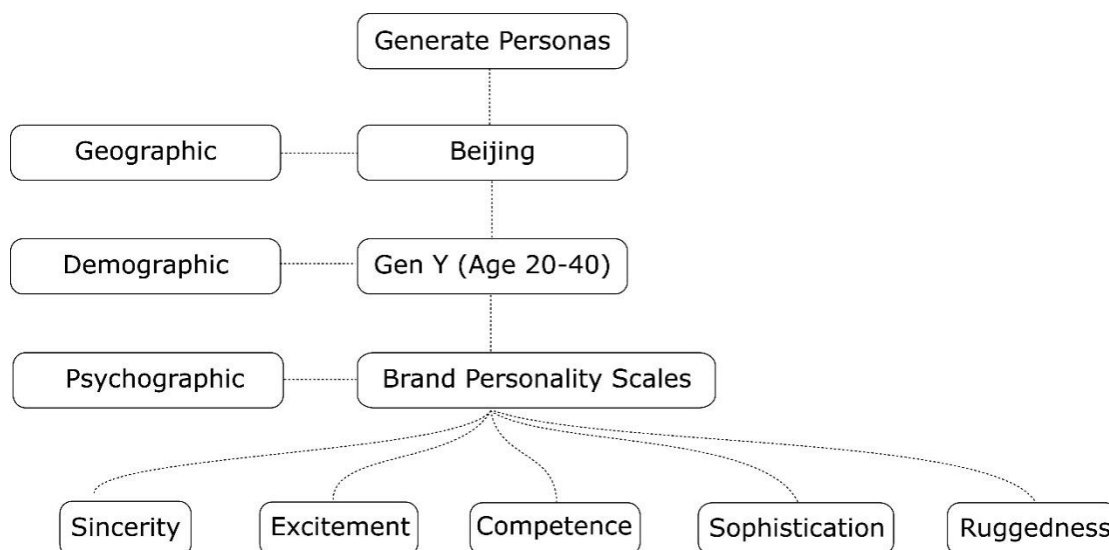 Generate Personas
Geographic
Beijing
Demographic
Gen Y (Age 20-40)
Psychographic
Brand Personality Scales
Sincerity
Excitement
Competence
Sophistication
Ruggedness